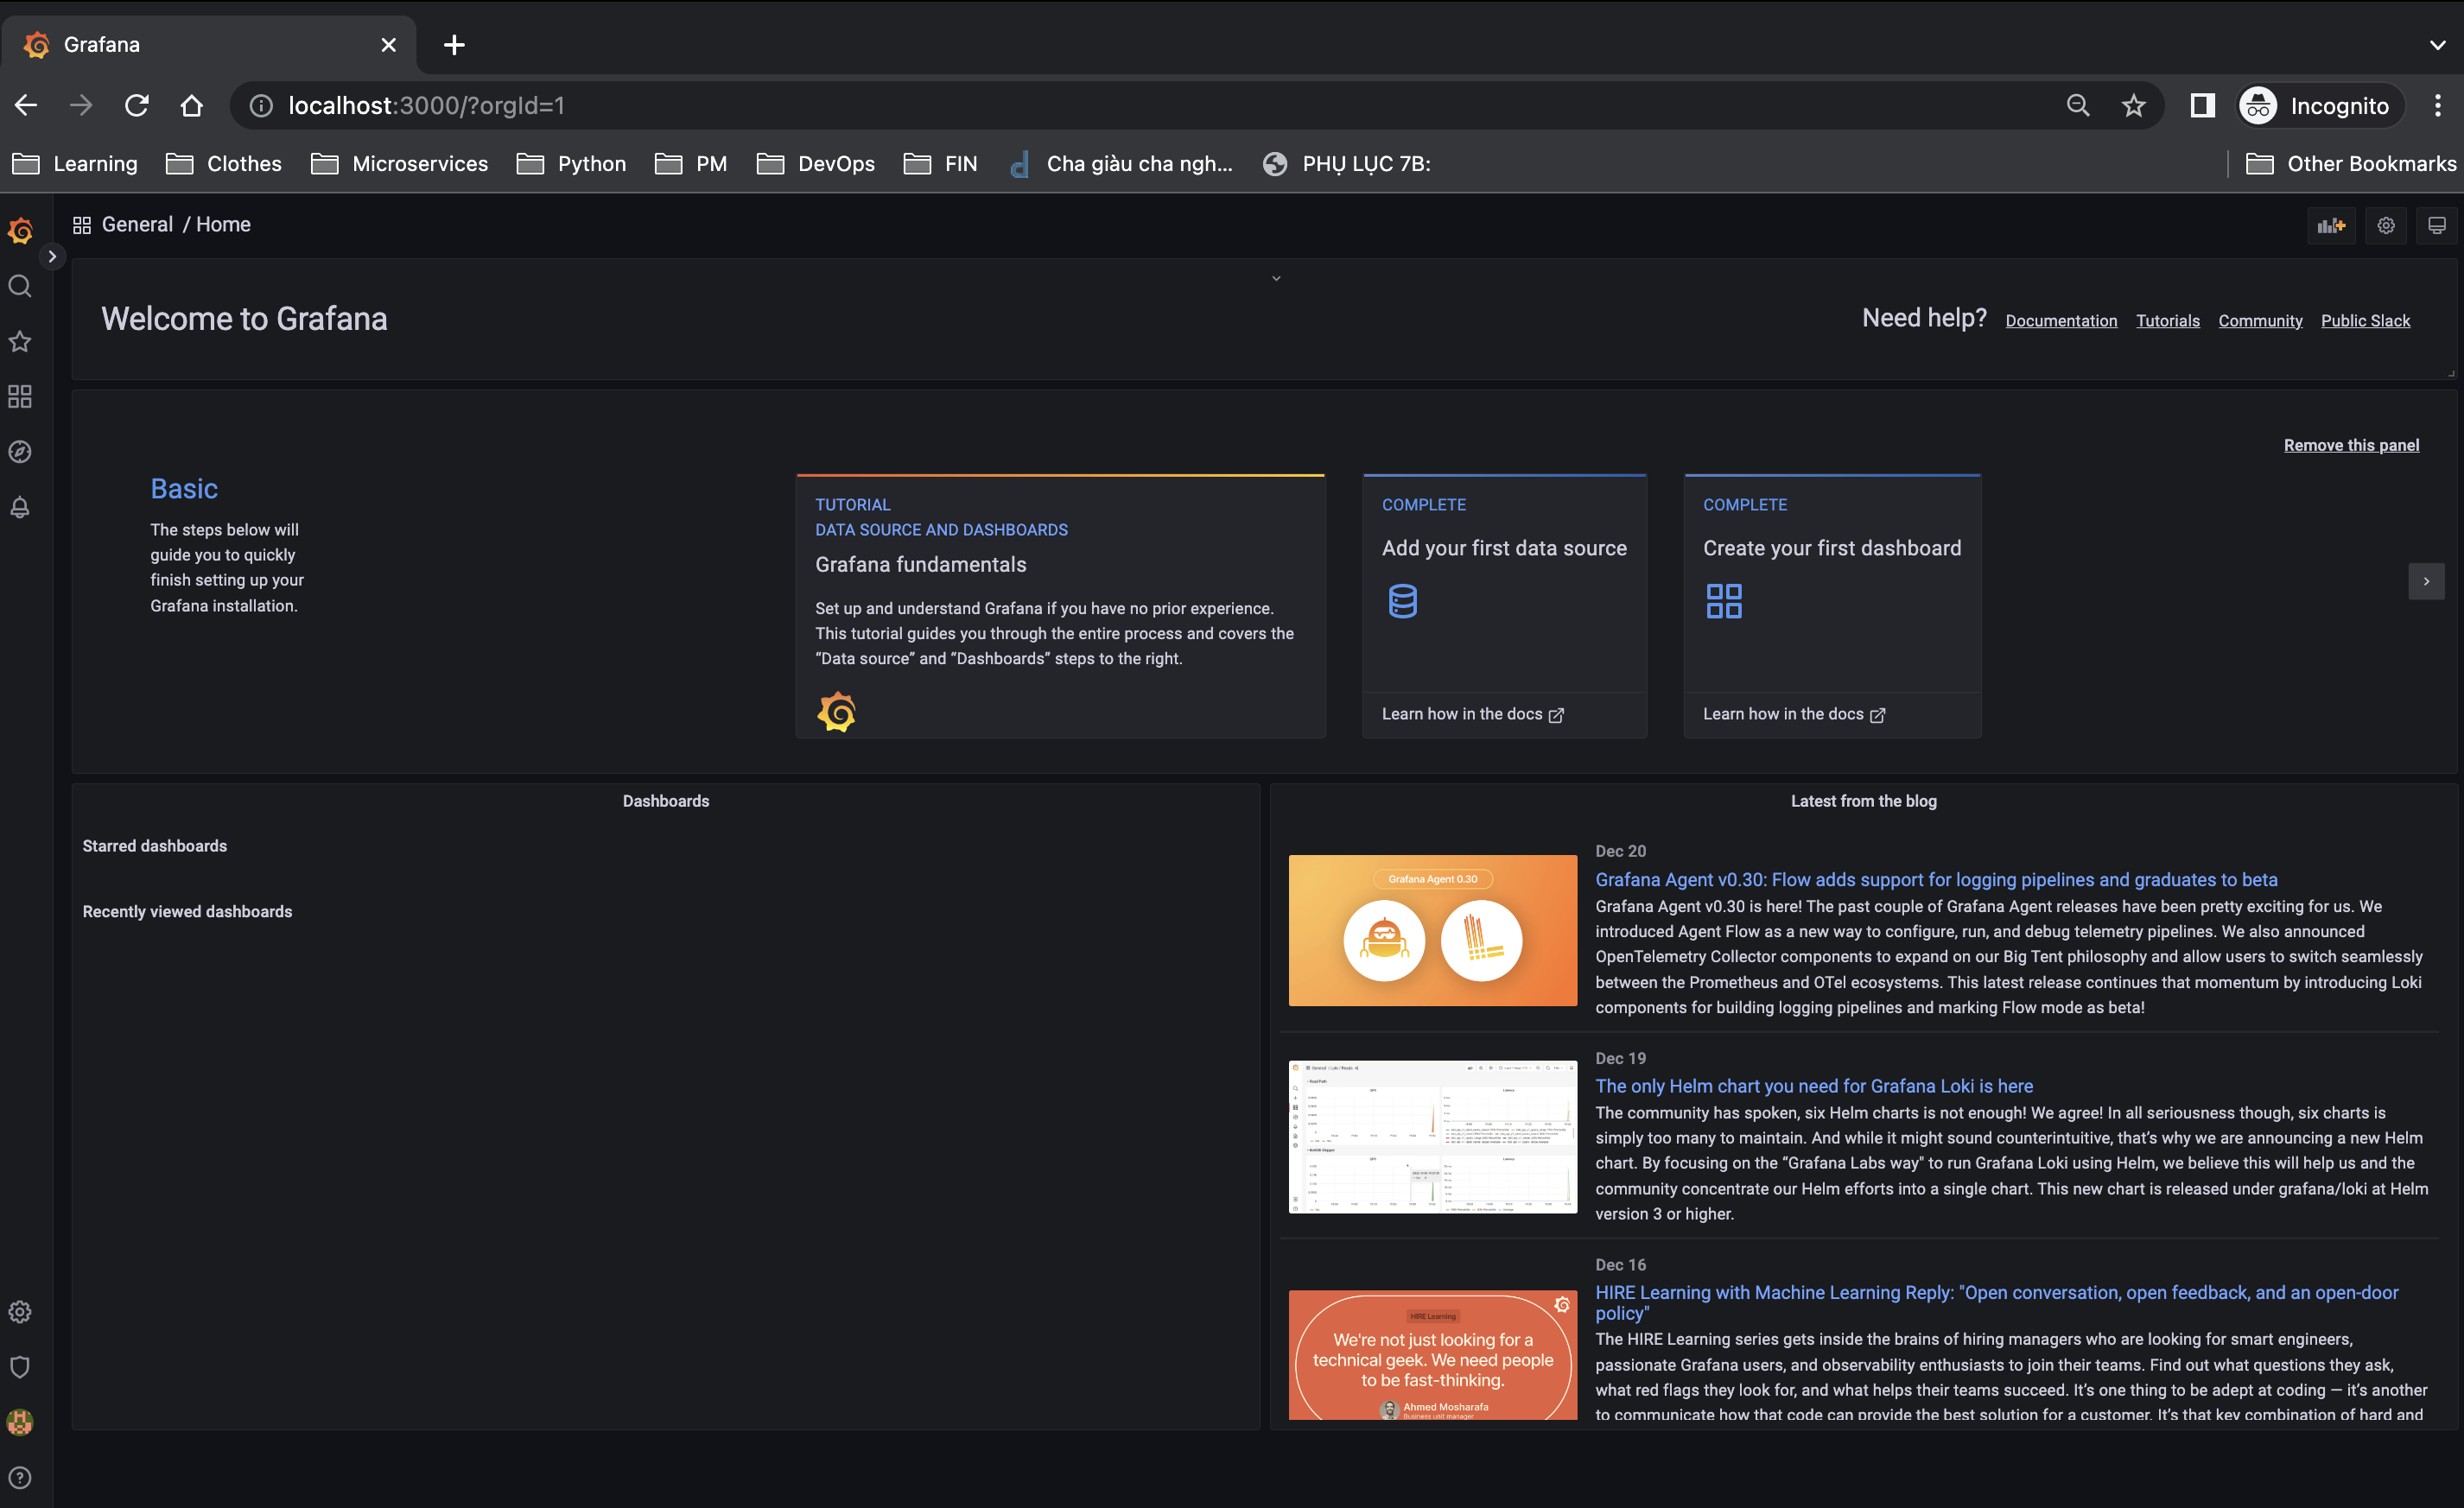 Grafana
localhost:3000/?orgId=1
Incognito
Learning
Clothes
Microservices
Python
PM
DevOps
FIN
Cha giàu cha ngh...
PHỤ LỤC 7B:
Other Bookmarks
General / Home
Welcome to Grafana
Need help?
Documentation
Tutorials
Community
Public Slack
Remove this panel
Basic
The steps below will
guide you to quickly
finish setting up your
Grafana installation.
TUTORIAL
DATA SOURCE AND DASHBOARDS
Grafana fundamentals
Set up and understand Grafana if you have no prior experience.
This tutorial guides you through the entire process and covers the
“Data source” and “Dashboards” steps to the right.
COMPLETE
Add your first data source
Learn how in the docs
COMPLETE
Create your first dashboard
Learn how in the docs
Dashboards
Starred dashboards
Recently viewed dashboards
Latest from the blog
Grafana Agent 0.30
Dec 20
Grafana Agent v0.30: Flow adds support for logging pipelines and graduates to beta
Grafana Agent v0.30 is here! The past couple of Grafana Agent releases have been pretty exciting for us. We
introduced Agent Flow as a new way to configure, run, and debug telemetry pipelines. We also announced
OpenTelemetry Collector components to expand on our Big Tent philosophy and allow users to switch seamlessly
between the Prometheus and OTel ecosystems. This latest release continues that momentum by introducing Loki
components for building logging pipelines and marking Flow mode as beta!
Dec 19
The only Helm chart you need for Grafana Loki is here
The community has spoken, six Helm charts is not enough! We agree! In all seriousness though, six charts is
simply too many to maintain. And while it might sound counterintuitive, that’s why we are announcing a new Helm
chart. By focusing on the “Grafana Labs way" to run Grafana Loki using Helm, we believe this will help us and the
community concentrate our Helm efforts into a single chart. This new chart is released under grafana/loki at Helm
version 3 or higher.
HIRE Learning
We're not just looking for a
technical geek. We need people
to be fast-thinking.
Ahmed Mosharafa
Business unit manager
Dec 16
HIRE Learning with Machine Learning Reply: "Open conversation, open feedback, and an open-door
policy"
The HIRE Learning series gets inside the brains of hiring managers who are looking for smart engineers,
passionate Grafana users, and observability enthusiasts to join their teams. Find out what questions they ask,
what red flags they look for, and what helps their teams succeed. It’s one thing to be adept at coding — it’s another
to communicate how that code can provide the best solution for a customer. It’s that key combination of hard and